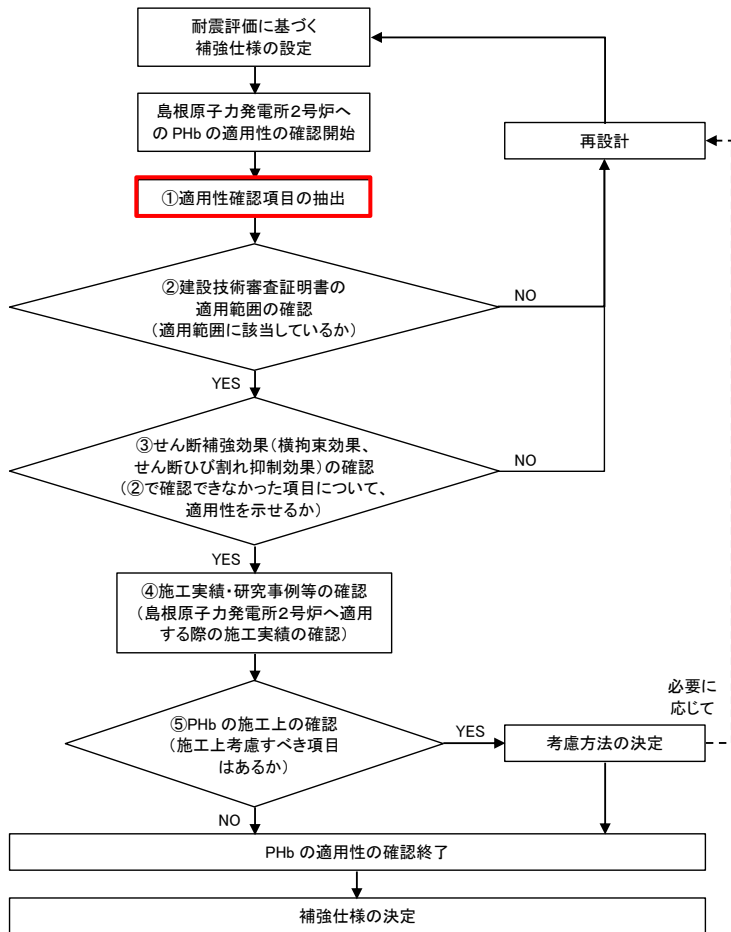 耐震評価に基づく
補強仕様の設定
島根原子力発電所2号炉へ
の PHb の適用性の確認開始
再設計
①適用性確認項目の抽出
②建設技術審査証明書の
適用範囲の確認
（適用範囲に該当しているか）
NO
YES
③せん断補強効果（横拘束効果、
せん断ひび割れ抑制効果）の確認
（②で確認できなかった項目について、
適用性を示せるか）
NO
YES
④施工実績・研究事例等の確認
（島根原子力発電所２号炉へ適用
する際の施工実績の確認）
必要に
応じて
⑤PHb の施工上の確認
（施工上考慮すべき項目
はあるか）
YES
考慮方法の決定
NO
PHb の適用性の確認終了
補強仕様の決定